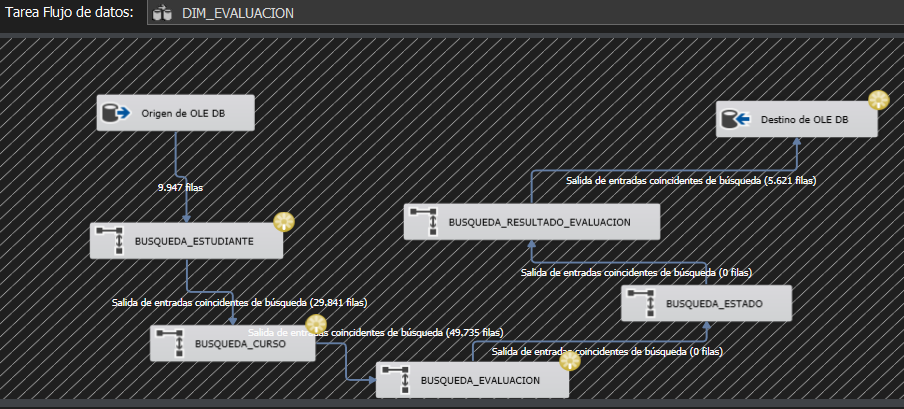 Tarea Flujo de datos: DIM_EVALUACION
Origen de OLE DB
Destino de OLE DB
9.947 filas
Salida de entradas coincidentes de búsqueda (5.621 filas)
BUSQUEDA_RESULTADO_EVALUACION
BUSQUEDA_ESTUDIANTE
Salida de entradas coincidentes de búsqueda (0 filas)
Salida de entradas coincidentes de búsqueda (29.841 filas)
BUSQUEDA_ESTADO
Salida de entradas coincidentes de búsqueda (49.735 filas)
BUSQUEDA_CURSO
Salida de entradas coincidentes de búsqueda (0 filas)
BUSQUEDA_EVALUACION